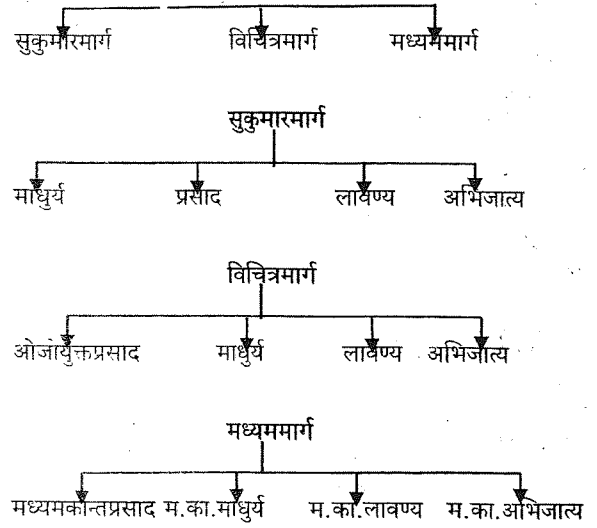 सुकुमारमार्ग विचित्रमार्ग मध्यममार्ग
सुकुमारमार्ग
माधुर्य प्रसाद लावण्य अभिजात्य
विचित्रमार्ग
ओजोयुक्तप्रसाद माधुर्य लावण्य अभिजात्य
मध्यममार्ग
मध्यमकान्तप्रसाद म.का.माधुर्य म.का.लावण्य म.का.अभिजात्य